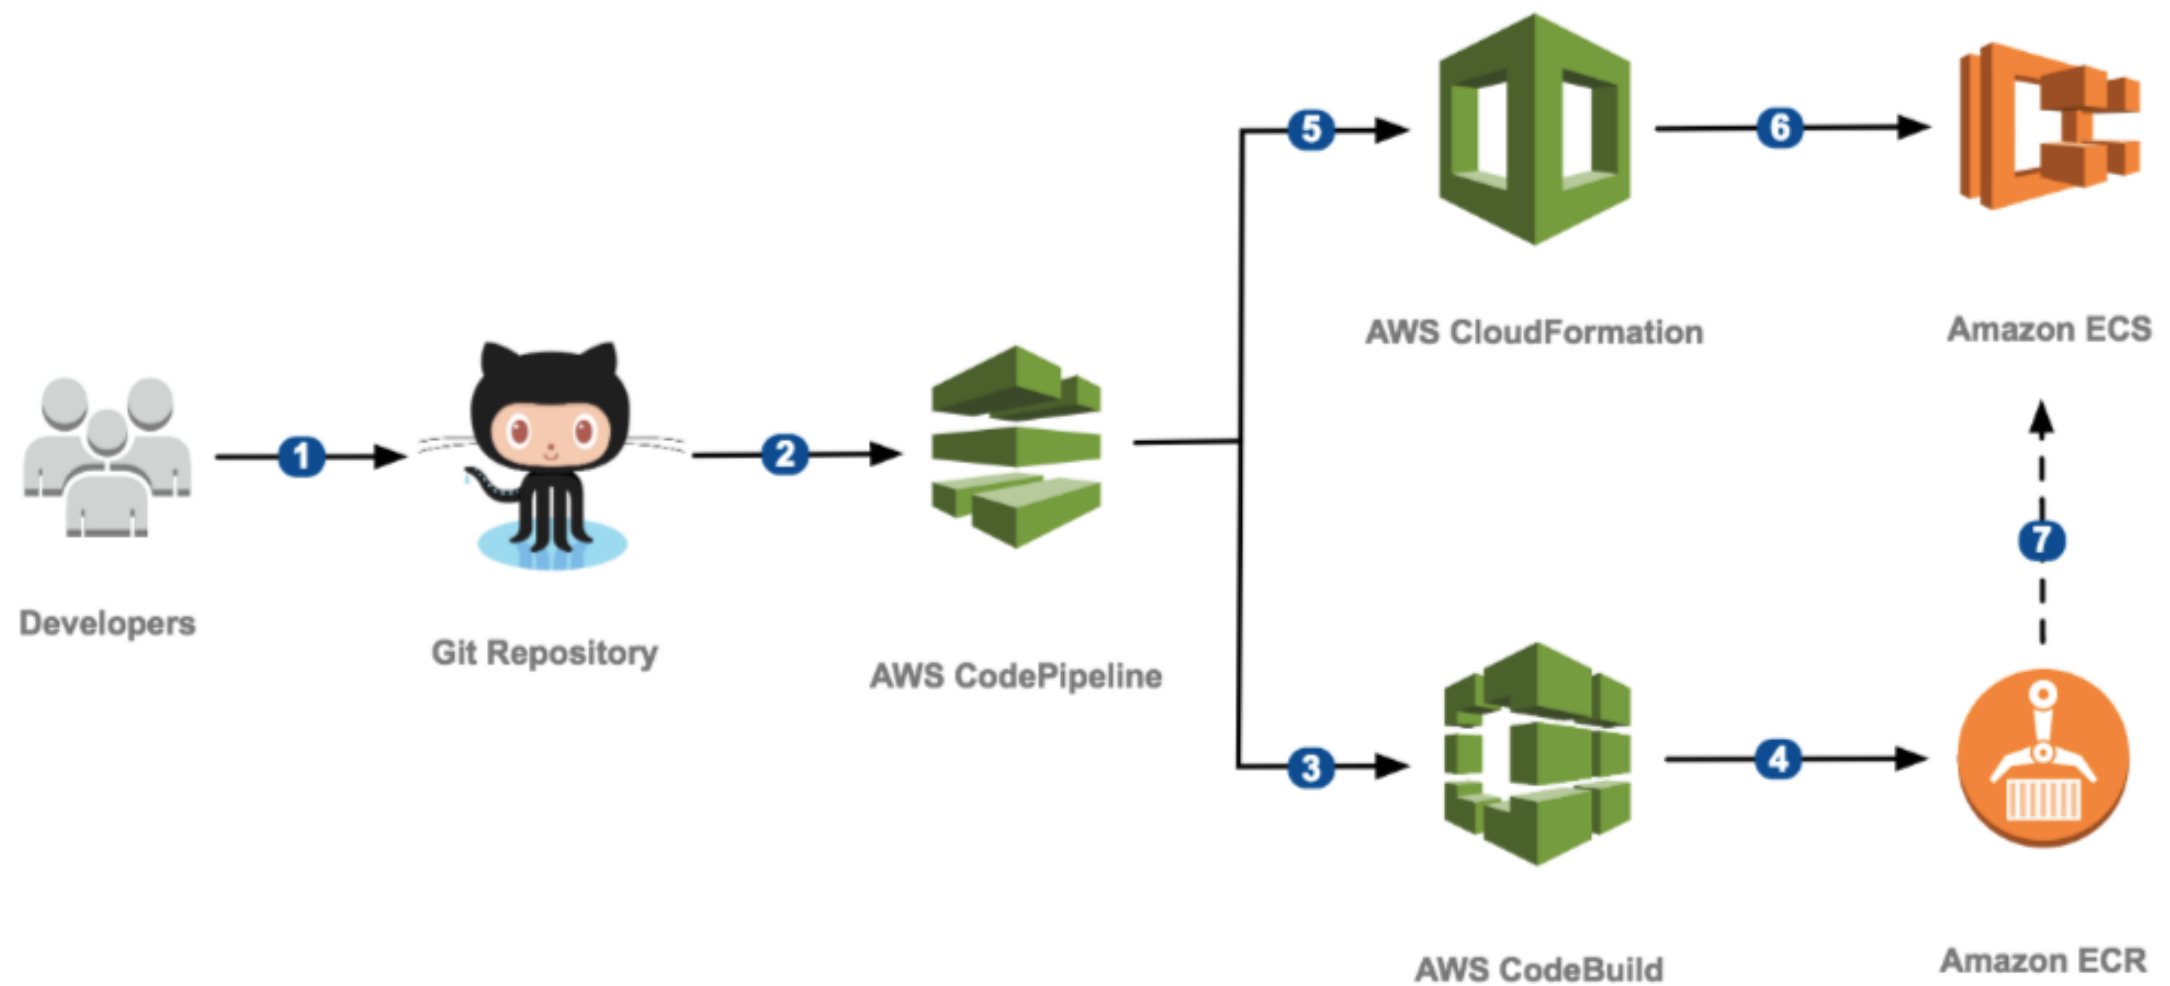 5
6
AWS CloudFormation
Amazon ECS
1
2
Developers
Git Repository
AWS CodePipeline
7
3
4
AWS CodeBuild
Amazon ECR